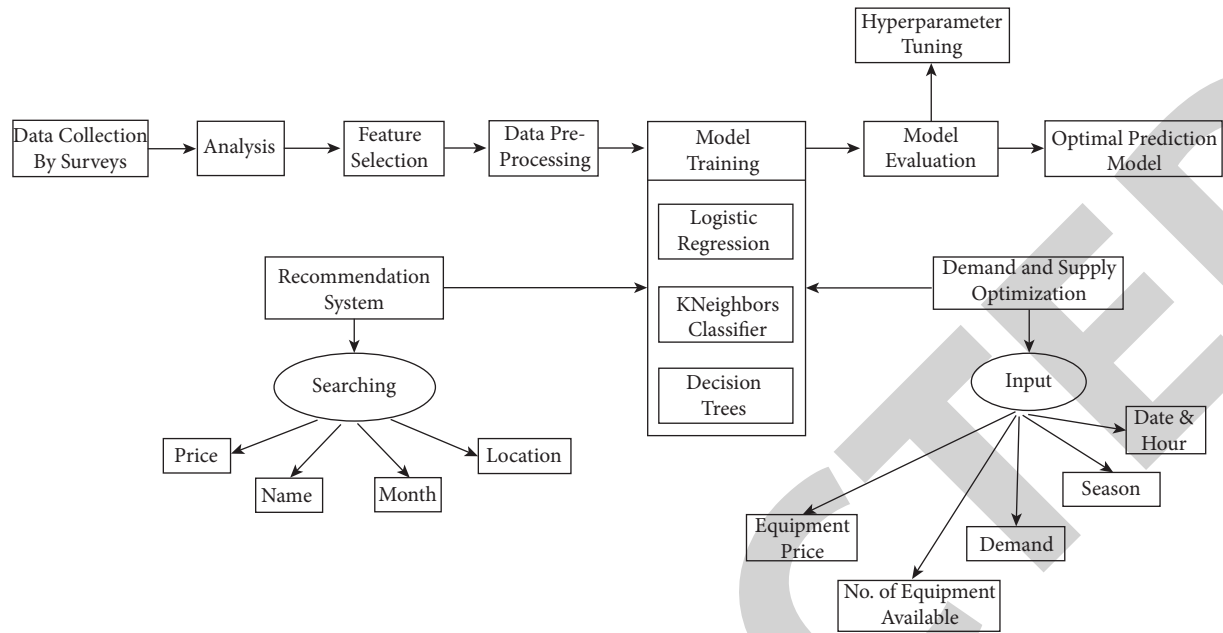 Hyperparameter
Tuning
Data Collection
By Surveys
Analysis
Feature
Selection
Data Pre-
Processing
Model
Training
Model
Evaluation
Optimal Prediction
Model
Logistic
Regression
KNeighbors
Classifier
Decision
Trees
Recommendation
System
Searching
Price
Name
Month
Location
Demand and Supply
Optimization
Input
Date &
Hour
Season
Demand
Equipment
Price
No. of Equipment
Available
CTED